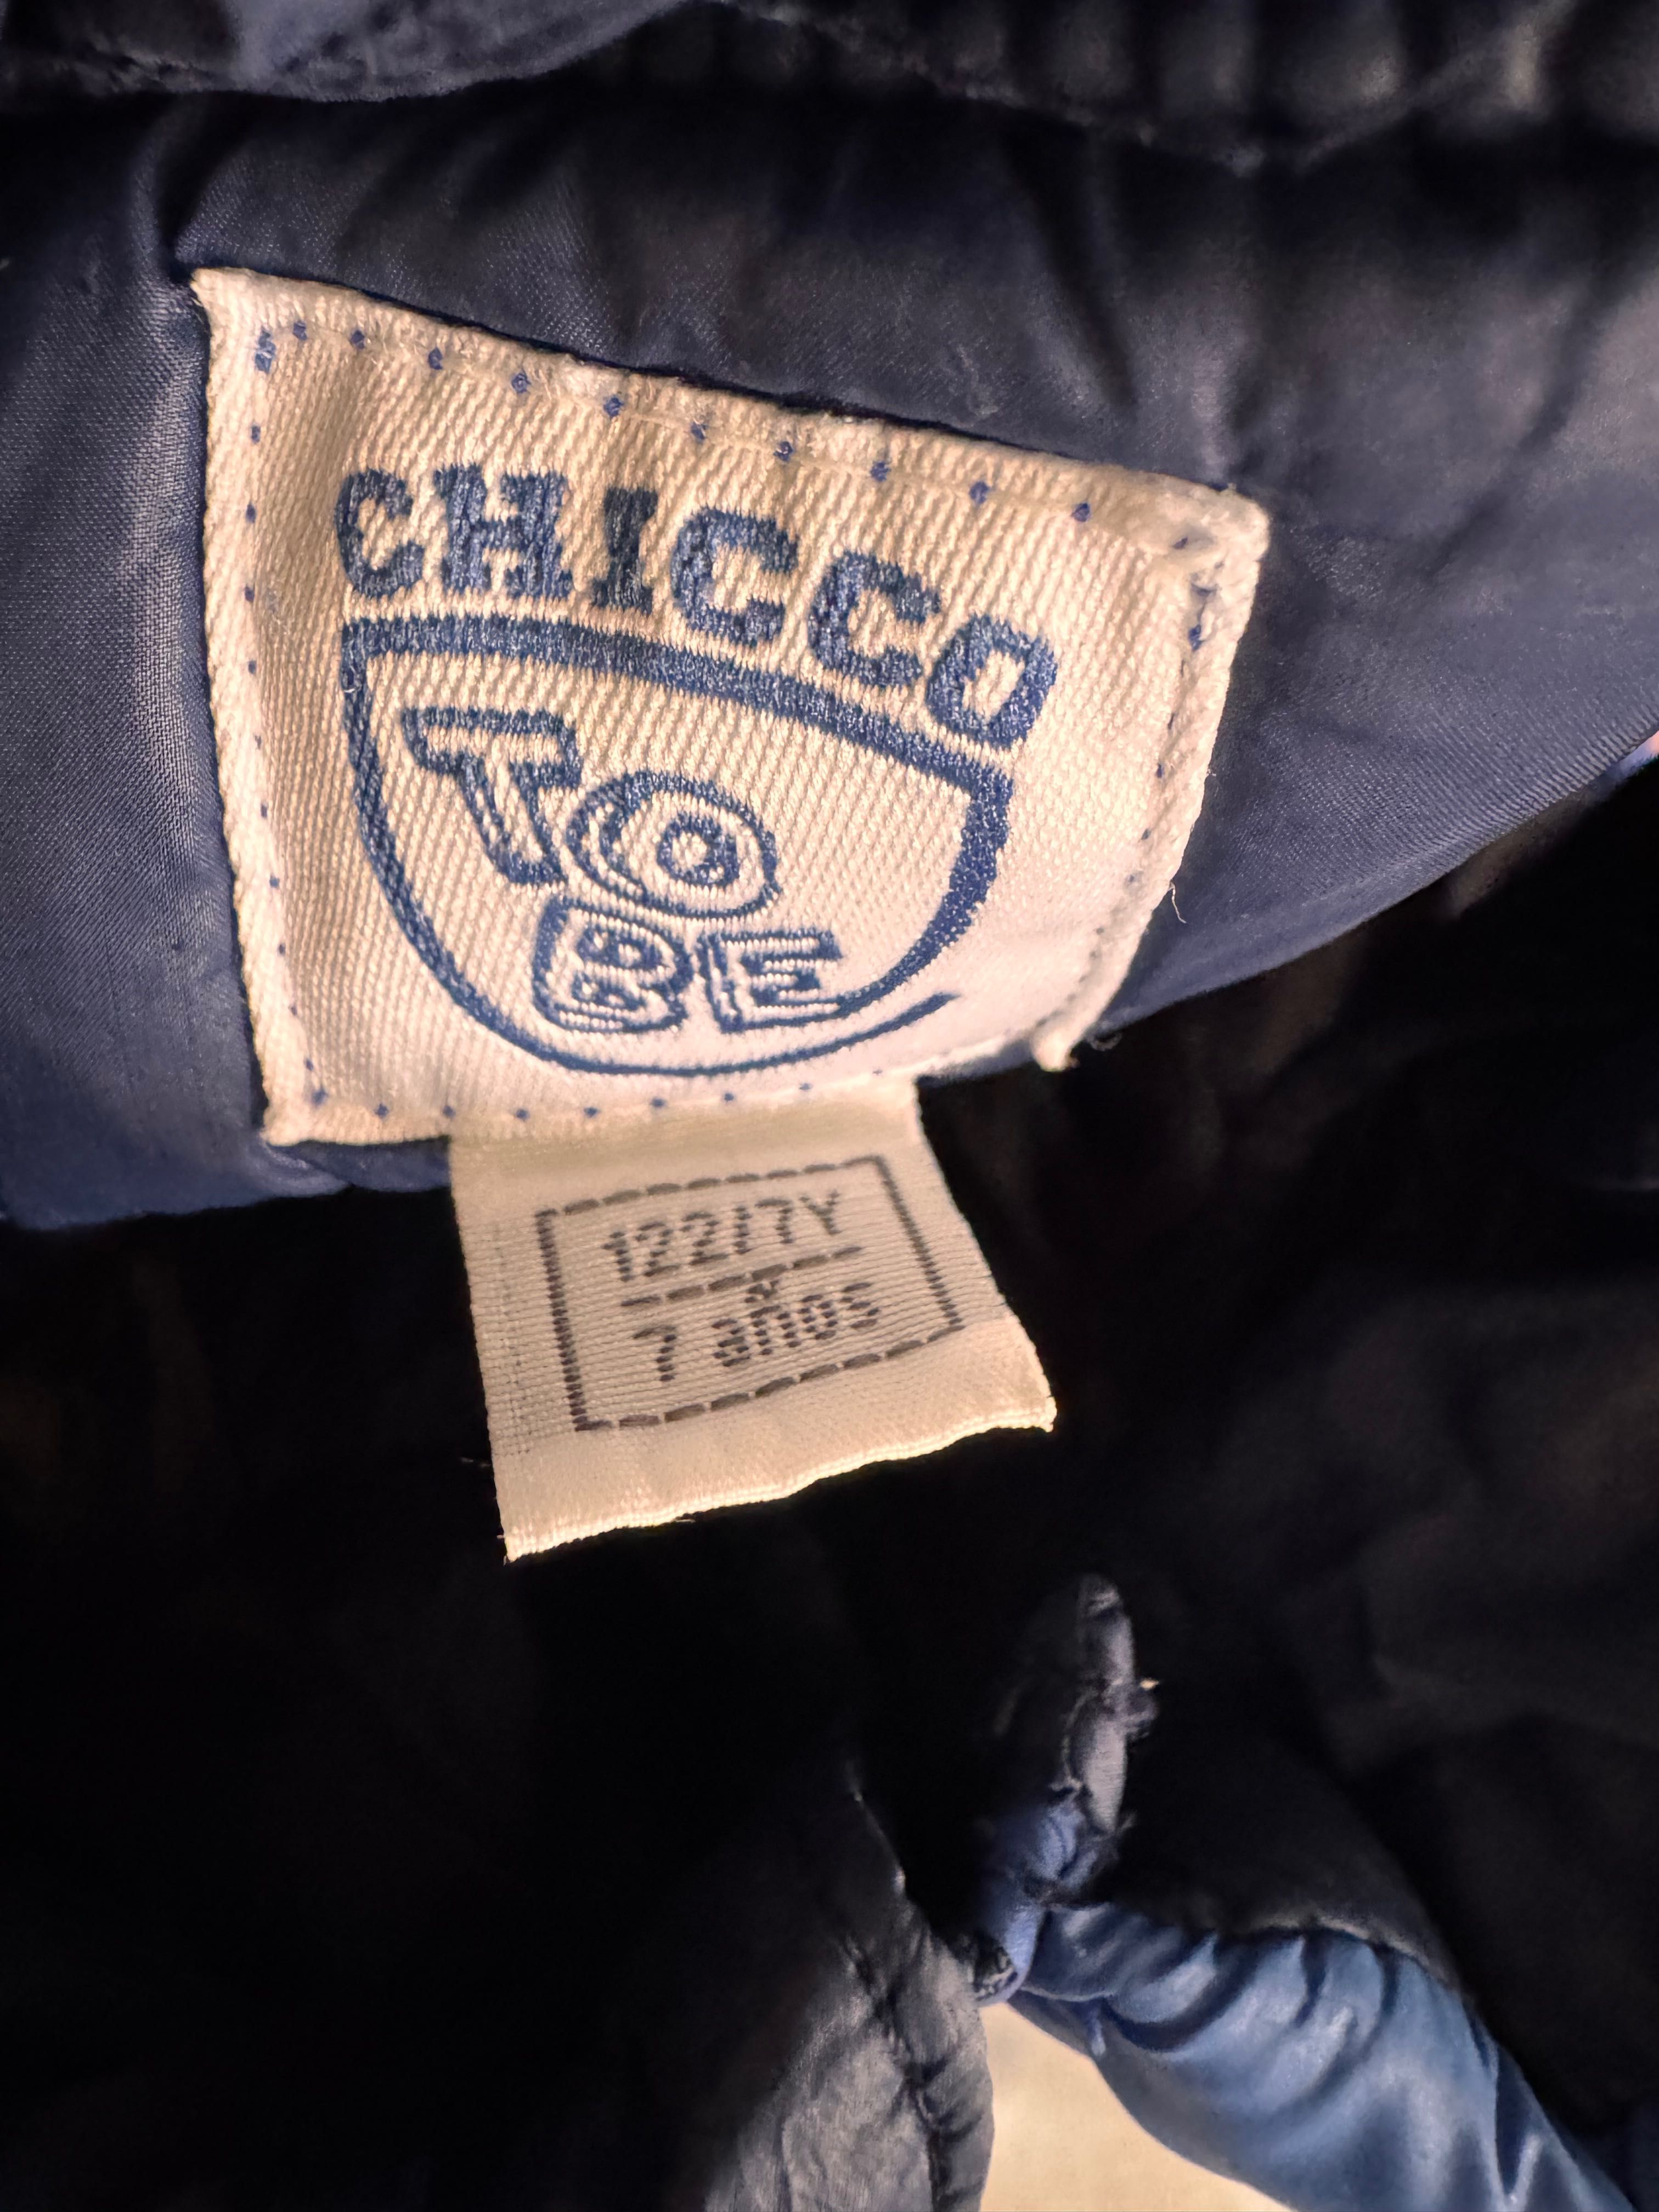 CHICCO
TO
BE
122/7Y
7 años